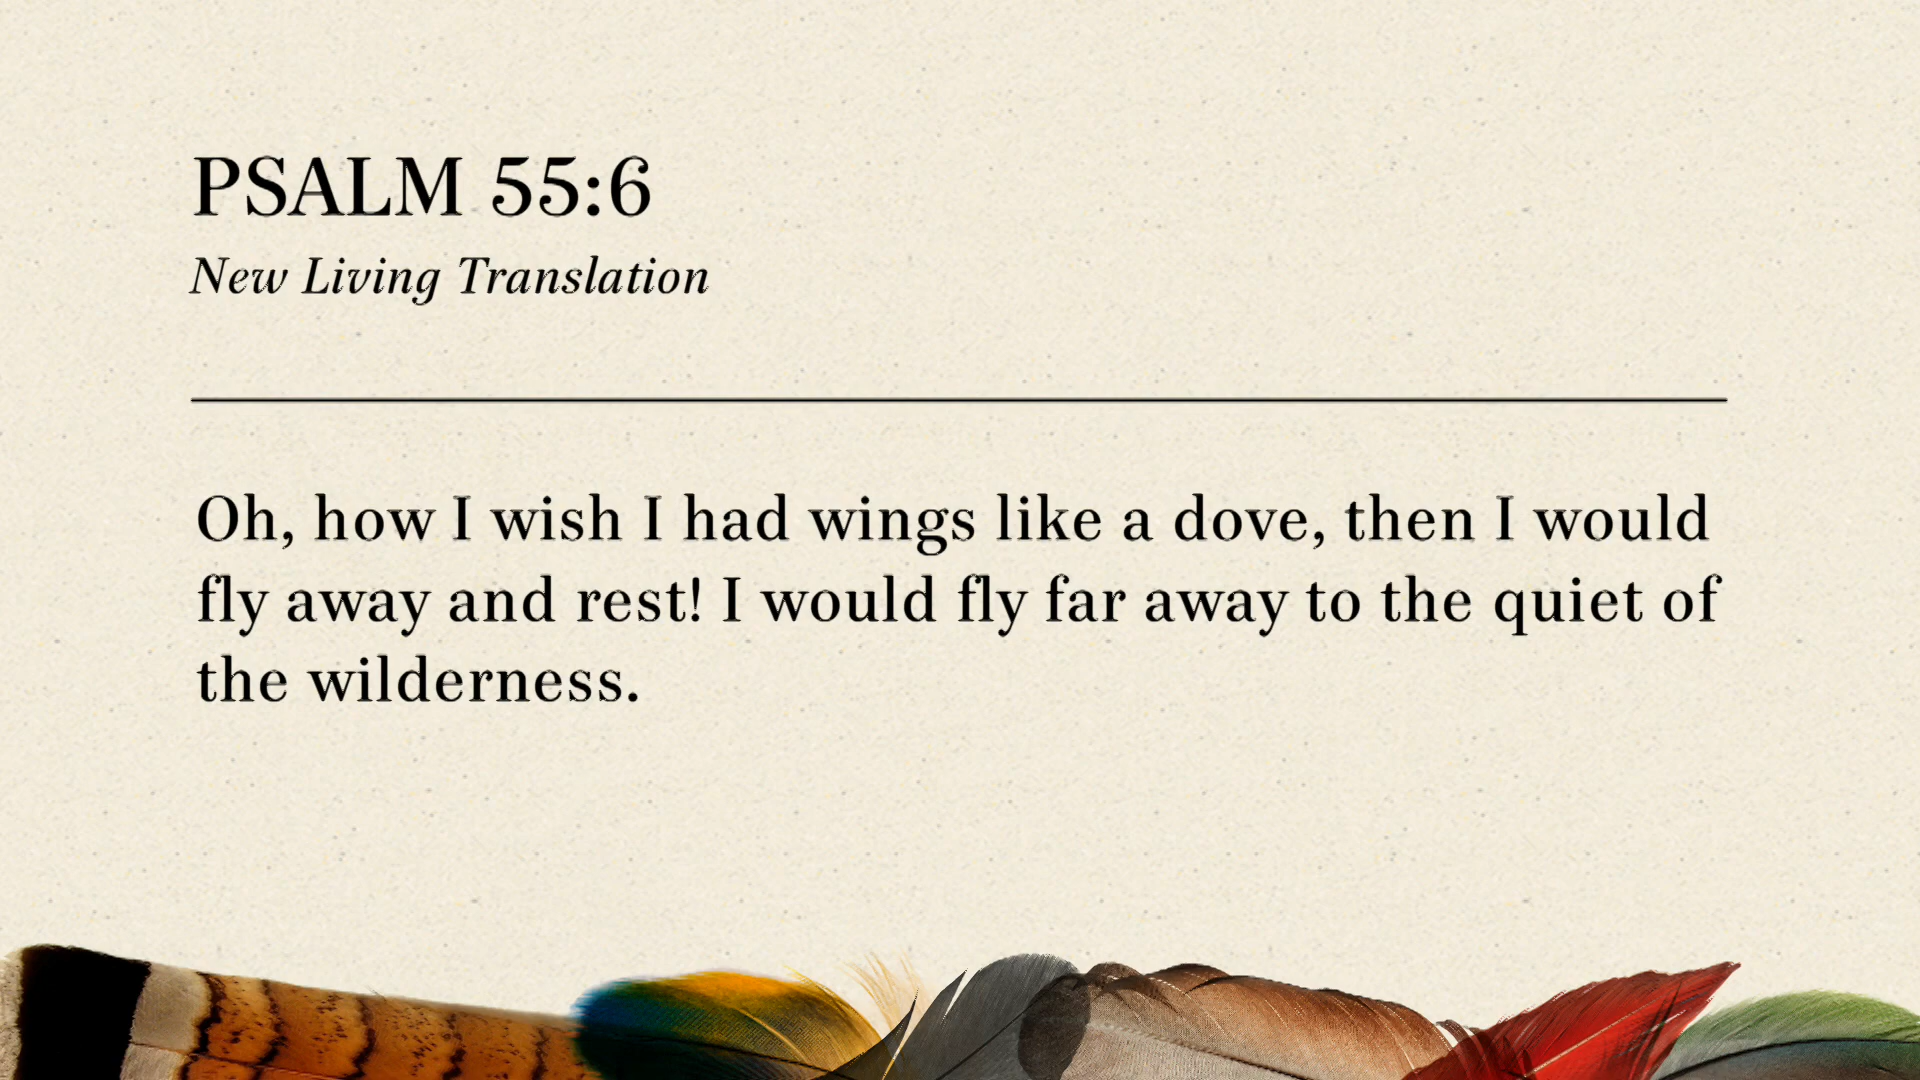 PSALM 55:6
New Living Translation
Oh, how I wish I had wings like a dove, then I would
fly away and rest! I would fly far away to the quiet of
the wilderness.